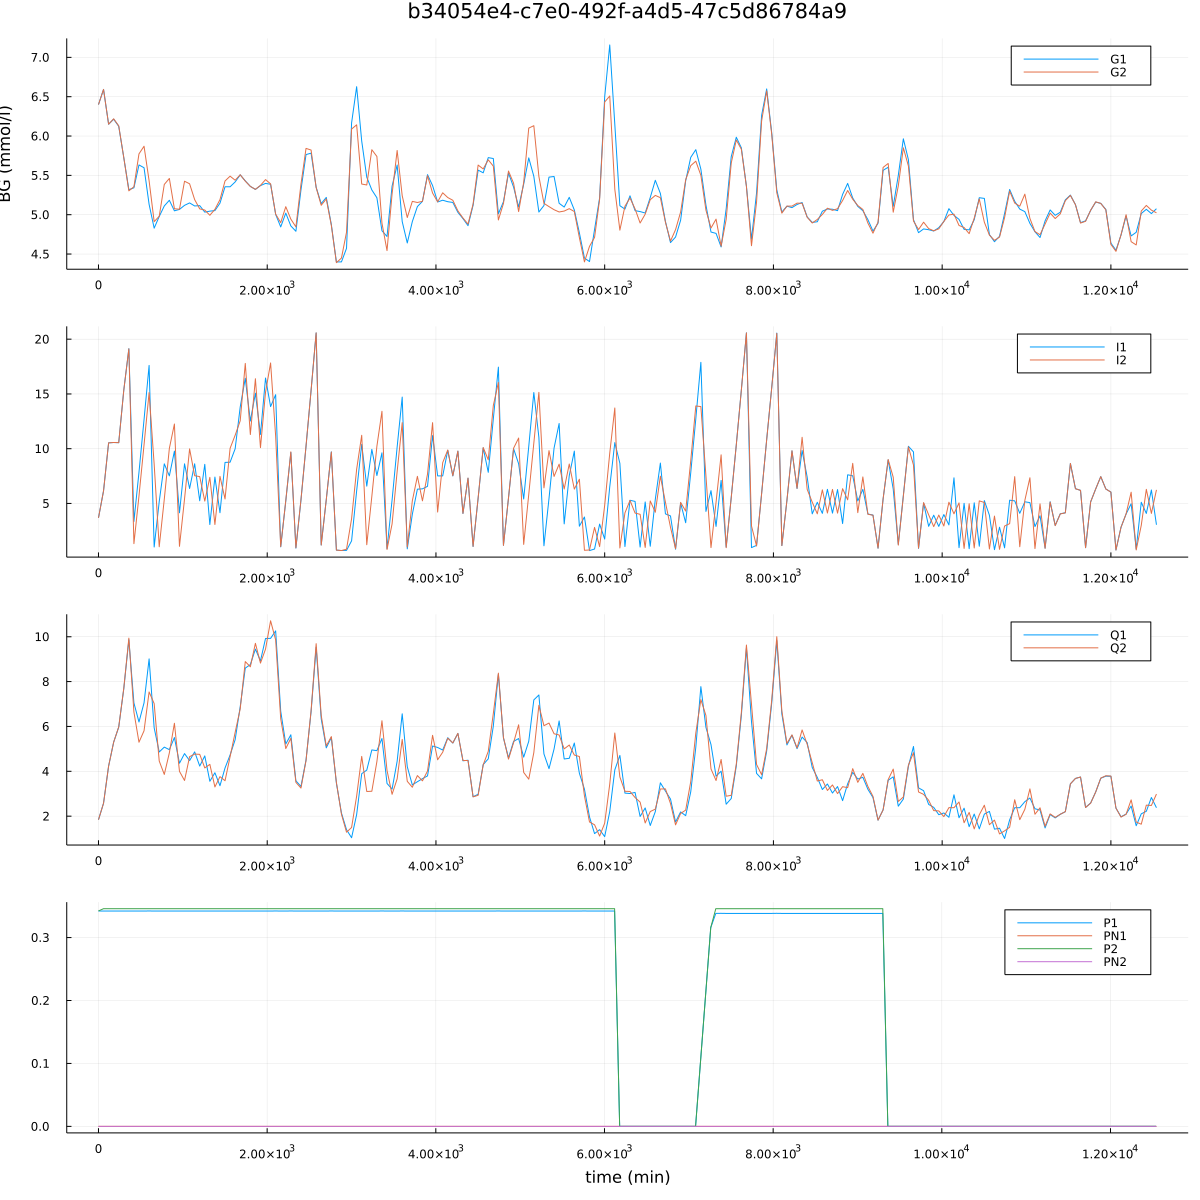 b34054e4-c7e0-492f-a4d5-47c5d86784a9
BG (mmol/l)
7.0
6.5
6.0
5.5
5.0
4.5
G1
G2
0 2.00×10³ 4.00×10³ 6.00×10³ 8.00×10³ 1.00×10⁴ 1.20×10⁴
20
15
10
5
I1
I2
0 2.00×10³ 4.00×10³ 6.00×10³ 8.00×10³ 1.00×10⁴ 1.20×10⁴
10
8
6
4
2
Q1
Q2
0 2.00×10³ 4.00×10³ 6.00×10³ 8.00×10³ 1.00×10⁴ 1.20×10⁴
0.3
0.2
0.1
0.0
P1
PN1
P2
PN2
0 2.00×10³ 4.00×10³ 6.00×10³ 8.00×10³ 1.00×10⁴ 1.20×10⁴
time (min)